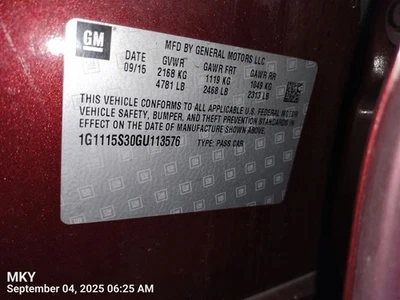 GM
MFD BY GENERAL MOTORS LLC
DATE GVWR GAWR FRT GAWR RR
09/15 2168 KG 1119 KG 1049 KG
4781 LB 2468 LB 2313 LB
THIS VEHICLE CONFORMS TO ALL APPLICABLE U.S. FEDERAL MOTOR
VEHICLE SAFETY, BUMPER, AND THEFT PREVENTION STANDARDS IN
EFFECT ON THE DATE OF MANUFACTURE SHOWN ABOVE.
1G1115S30GU113576 TYPE: PASS CAR
MKY
September 04, 2025 06:25 AM